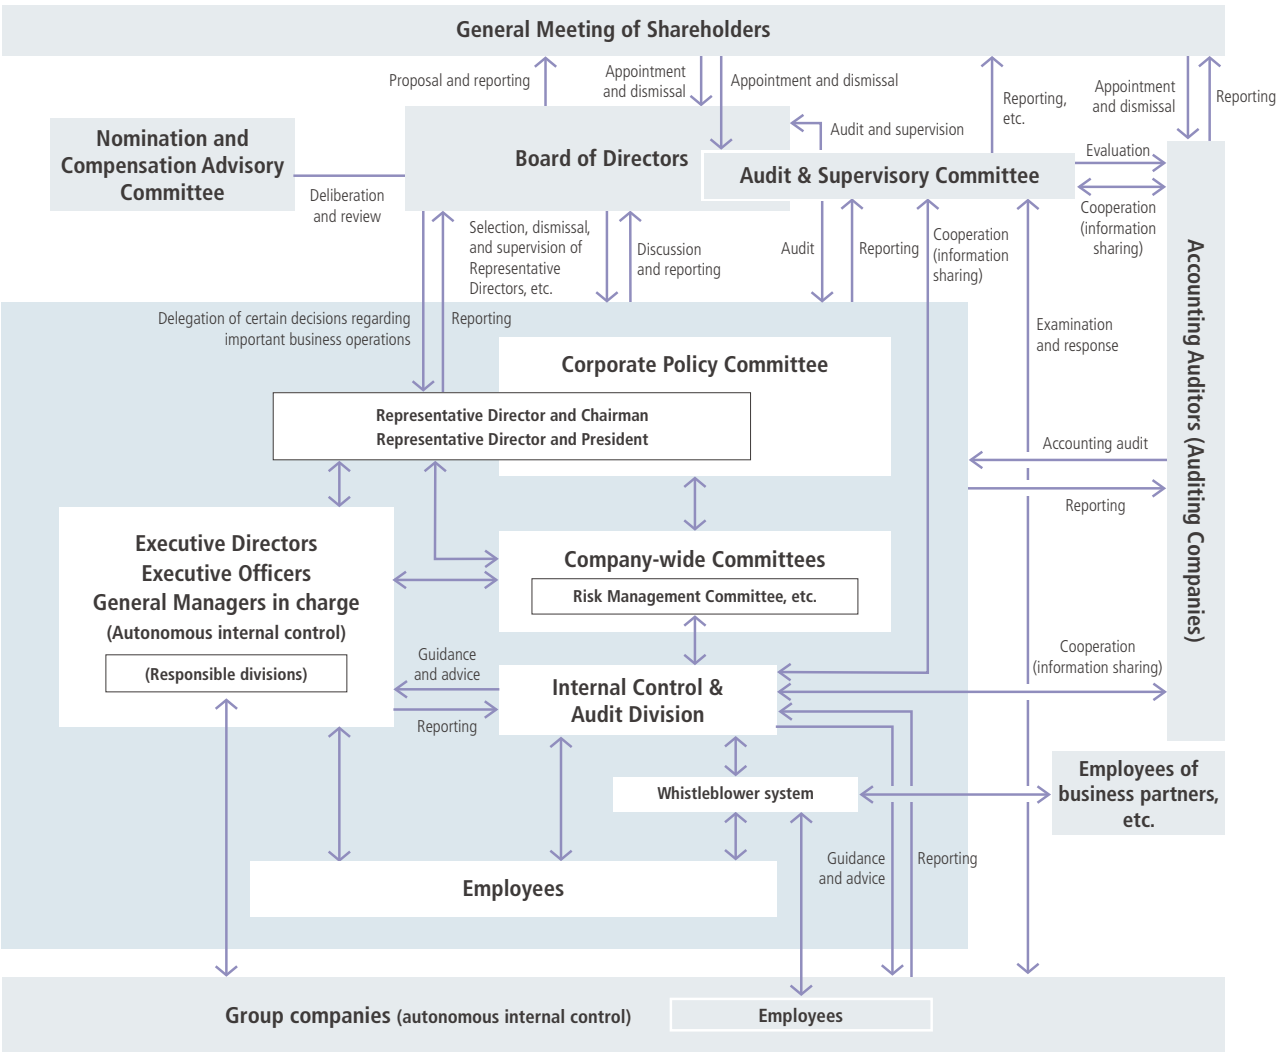 General Meeting of Shareholders
Proposal and reporting
Appointment
and dismissal
Appointment and dismissal
Reporting,
etc.
Appointment
and dismissal
Reporting
Nomination and
Compensation Advisory
Committee
Deliberation
and review
Board of Directors
Audit and supervision
Audit & Supervisory Committee
Evaluation
Cooperation
(information
sharing)
Accounting Auditors (Auditing Companies)
Selection, dismissal,
and supervision of
Representative
Directors, etc.
Discussion
and reporting
Audit
Reporting
Cooperation
(information
sharing)
Examination
and response
Delegation of certain decisions regarding
important business operations
Reporting
Corporate Policy Committee
Representative Director and Chairman
Representative Director and President
Accounting audit
Reporting
Executive Directors
Executive Officers
General Managers in charge
(Autonomous internal control)
(Responsible divisions)
Company-wide Committees
Risk Management Committee, etc.
Guidance
and advice
Reporting
Internal Control &
Audit Division
Cooperation
(information sharing)
Whistleblower system
Employees of
business partners,
etc.
Guidance
and advice
Reporting
Employees
Group companies (autonomous internal control)
Employees